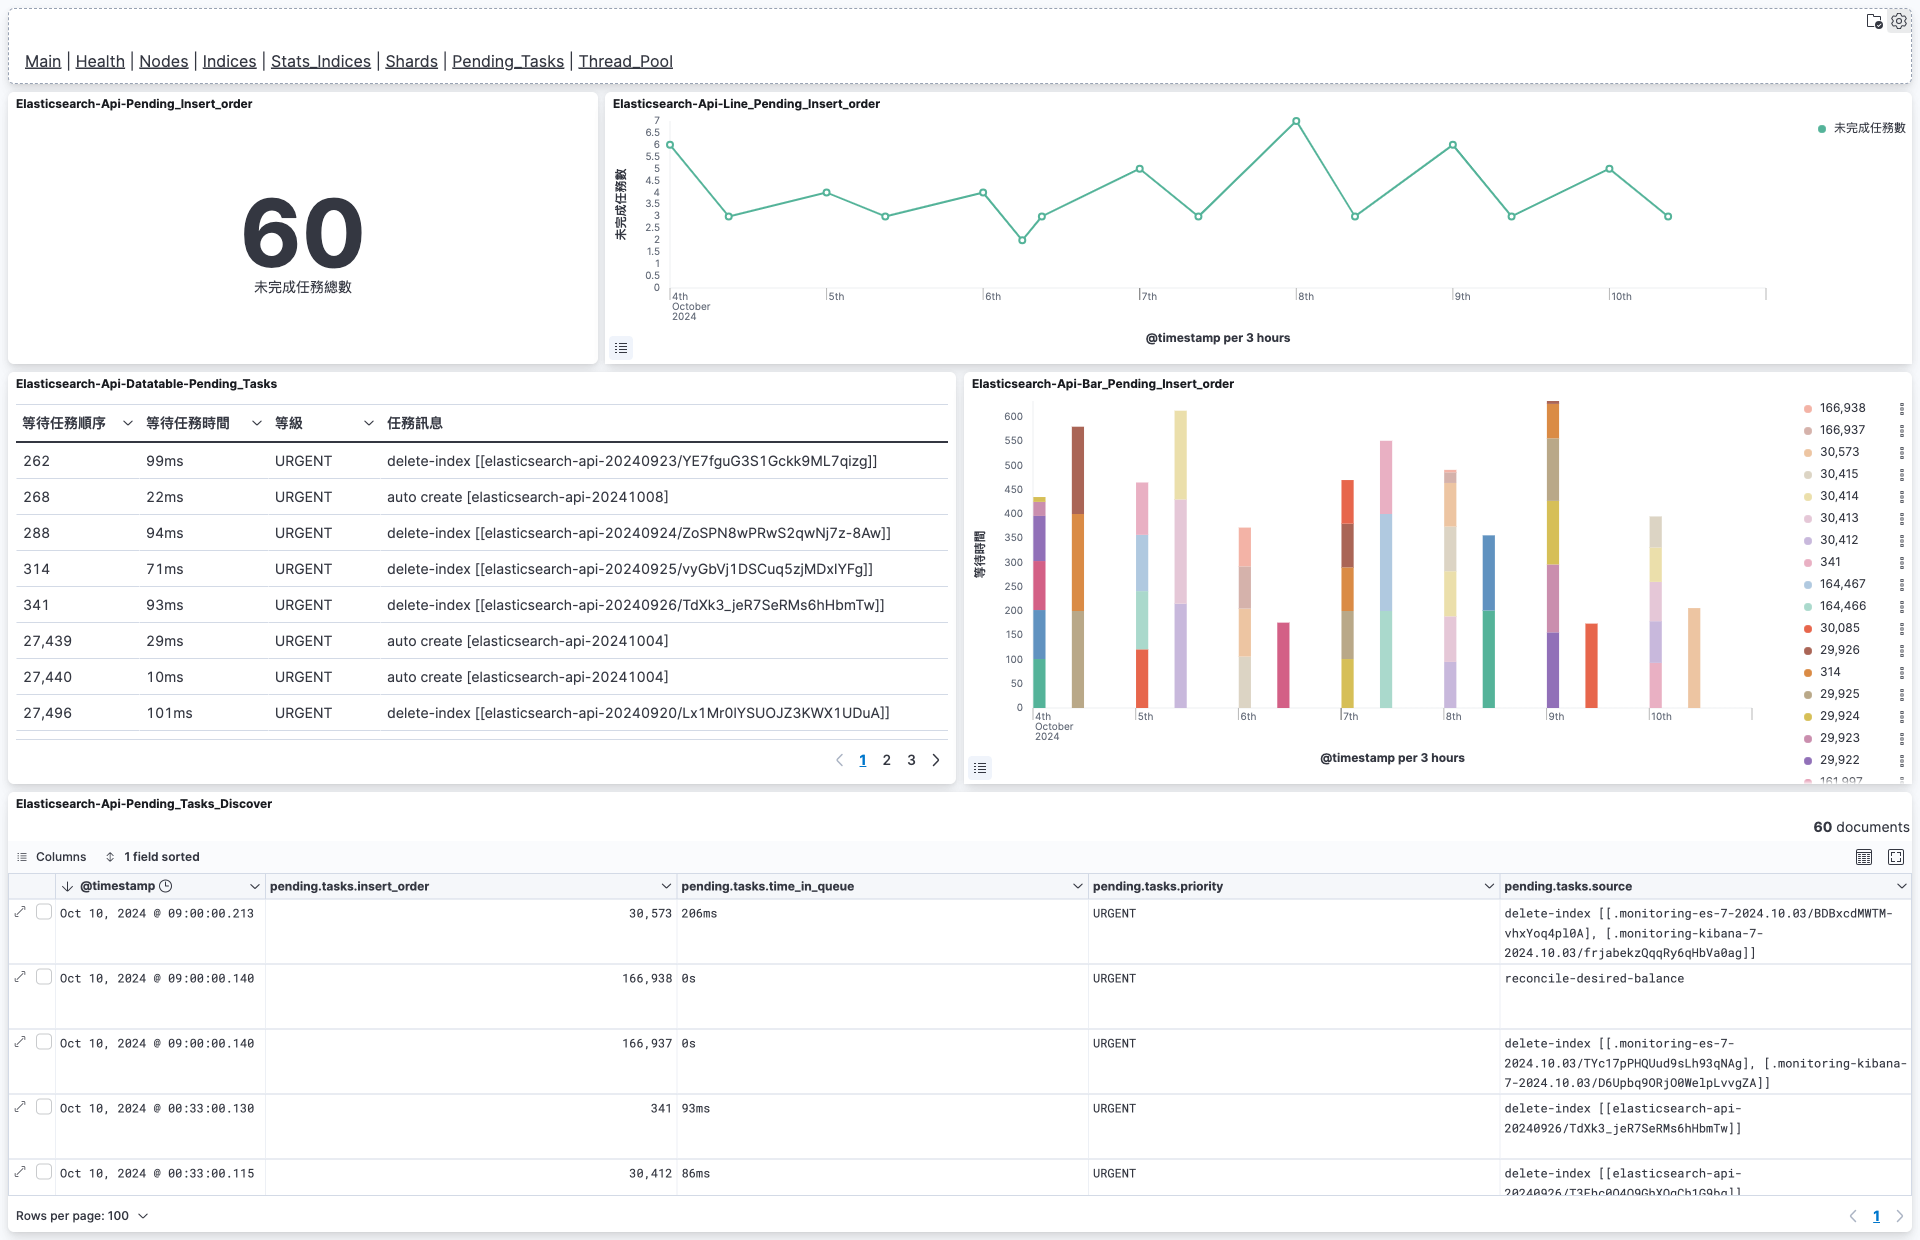 Main | Health | Nodes | Indices | Stats_Indices | Shards | Pending_Tasks | Thread_Pool
Elasticsearch-Api-Pending_Insert_order
60
未完成任務總數
Elasticsearch-Api-Line_Pending_Insert_order
未完成任務數
7
6.5
6
5.5
5
4.5
4
3.5
3
2.5
2
1.5
1
0.5
0
未完成任務數
4th
October
2024
5th
6th
7th
8th
9th
10th
@timestamp per 3 hours
Elasticsearch-Api-Datatable-Pending_Tasks
等待任務順序 等待任務時間 等級 任務訊息
262 99ms URGENT delete-index [[elasticsearch-api-20240923/YE7fguG3S1Gckk9ML7qizg]]
268 22ms URGENT auto create [elasticsearch-api-20241008]
288 94ms URGENT delete-index [[elasticsearch-api-20240924/ZoSPN8wPRwS2qwNj7z-8Aw]]
314 71ms URGENT delete-index [[elasticsearch-api-20240925/vyGbVj1DSCuq5zjMDxIYFg]]
341 93ms URGENT delete-index [[elasticsearch-api-20240926/TdXk3_jeR7SeRMs6hHbmTw]]
27,439 29ms URGENT auto create [elasticsearch-api-20241004]
27,440 10ms URGENT auto create [elasticsearch-api-20241004]
27,496 101ms URGENT delete-index [[elasticsearch-api-20240920/Lx1Mr0IYSUOJZ3KWX1UDuA]]
1 2 3
Elasticsearch-Api-Bar_Pending_Insert_order
600
550
500
450
400
350
300
250
200
150
100
50
0
等待時間
4th
October
2024
5th
6th
7th
8th
9th
10th
@timestamp per 3 hours
166,938
166,937
30,573
30,415
30,414
30,413
30,412
341
164,467
164,466
30,085
29,926
314
29,925
29,924
29,923
29,922
161,997
Elasticsearch-Api-Pending_Tasks_Discover
60 documents
Columns 1 field sorted
@timestamp pending.tasks.insert_order pending.tasks.time_in_queue pending.tasks.priority pending.tasks.source
Oct 10, 2024 @ 09:00:00.213 30,573 206ms URGENT delete-index [[.monitoring-es-7-2024.10.03/BDBxcdMWTM-
vhxYoq4pl0A], [.monitoring-kibana-7-
2024.10.03/frjabekzQqqRy6qHbVa0ag]]
Oct 10, 2024 @ 09:00:00.140 166,938 0s URGENT reconcile-desired-balance
Oct 10, 2024 @ 09:00:00.140 166,937 0s URGENT delete-index [[.monitoring-es-7-
2024.10.03/TYc17pPHQUud9sLh93qNAg], [.monitoring-kibana-
7-2024.10.03/D6Upbq9ORjO0WelpLvvgZA]]
Oct 10, 2024 @ 00:33:00.130 341 93ms URGENT delete-index [[elasticsearch-api-
20240926/TdXk3_jeR7SeRMs6hHbmTw]]
Oct 10, 2024 @ 00:33:00.115 30,412 86ms URGENT delete-index [[elasticsearch-api-
Rows per page: 100
1